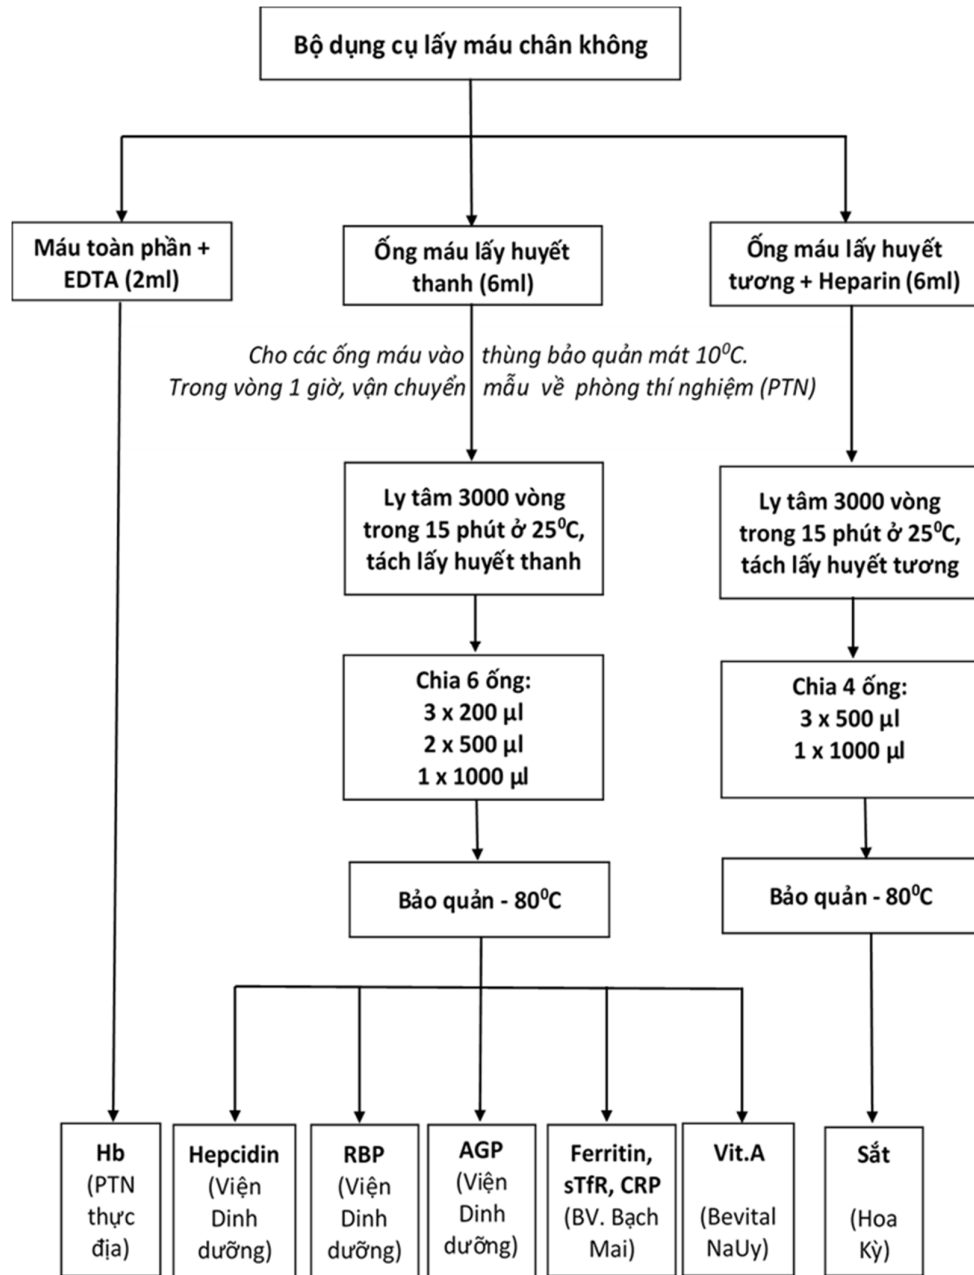 Bộ dụng cụ lấy máu chân không
Máu toàn phần +
EDTA (2ml)
Ống máu lấy huyết
thanh (6ml)
Ống máu lấy huyết
tương + Heparin (6ml)
Cho các ống máu vào thùng bảo quản mát 10⁰C.
Trong vòng 1 giờ, vận chuyển mẫu về phòng thí nghiệm (PTN)
Ly tâm 3000 vòng
trong 15 phút ở 25⁰C,
tách lấy huyết thanh
Ly tâm 3000 vòng
trong 15 phút ở 25⁰C,
tách lấy huyết tương
Chia 6 ống:
3 x 200 µl
2 x 500 µl
1 x 1000 µl
Chia 4 ống:
3 x 500 µl
1 x 1000 µl
Bảo quản - 80⁰C
Bảo quản - 80⁰C
Hb
(PTN
thực
địa)
Hepcidin
(Viện
Dinh
dưỡng)
RBP
(Viện
Dinh
dưỡng)
AGP
(Viện
Dinh
dưỡng)
Ferritin,
sTfR, CRP
(BV. Bạch
Mai)
Vit.A
(Bevital
NaUy)
Sắt
(Hoa
Kỳ)